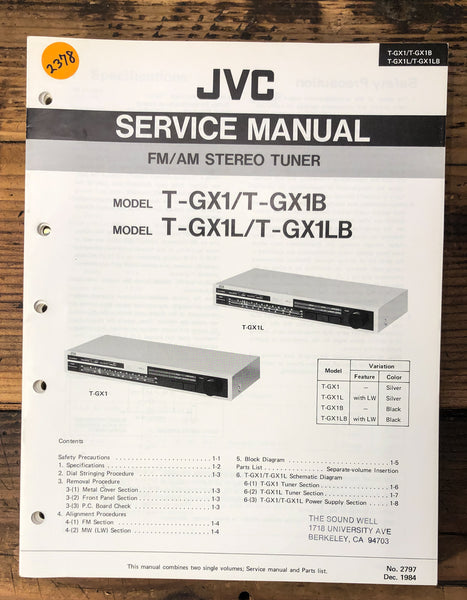 2378
T-GX1/T-GX1B
T-GX1L/T-GX1LB
JVC
SERVICE MANUAL
FM/AM STEREO TUNER
MODEL T-GX1/T-GX1B
MODEL T-GX1L/T-GX1LB
T-GX1L
T-GX1
Model Variation
Feature Color
T-GX1 — Silver
T-GX1L with LW Silver
T-GX1B — Black
T-GX1LB with LW Black
Contents
Safety Precautions 1-1
1. Specifications 1-2
2. Dial Stringing Procedure 1-3
3. Removal Procedure
3-(1) Metal Cover Section 1-3
3-(2) Front Panel Section 1-3
3-(3) P.C. Board Check 1-3
4. Alignment Procedures
4-(1) FM Section 1-4
4-(2) MW (LW) Section 1-4
5. Block Diagram 1-5
Parts List Separate-volume Insertion
6. T-GX1/T-GX1L Schematic Diagram
6-(1) T-GX1 Tuner Section 1-6
6-(2) T-GX1L Tuner Section 1-7
6-(3) T-GX1/T-GX1L Power Supply Section 1-8
THE SOUND WELL
1718 UNIVERSITY AVE
BERKELEY, CA 94703
This manual combines two single volumes; Service manual and Parts list.
No. 2797
Dec. 1984